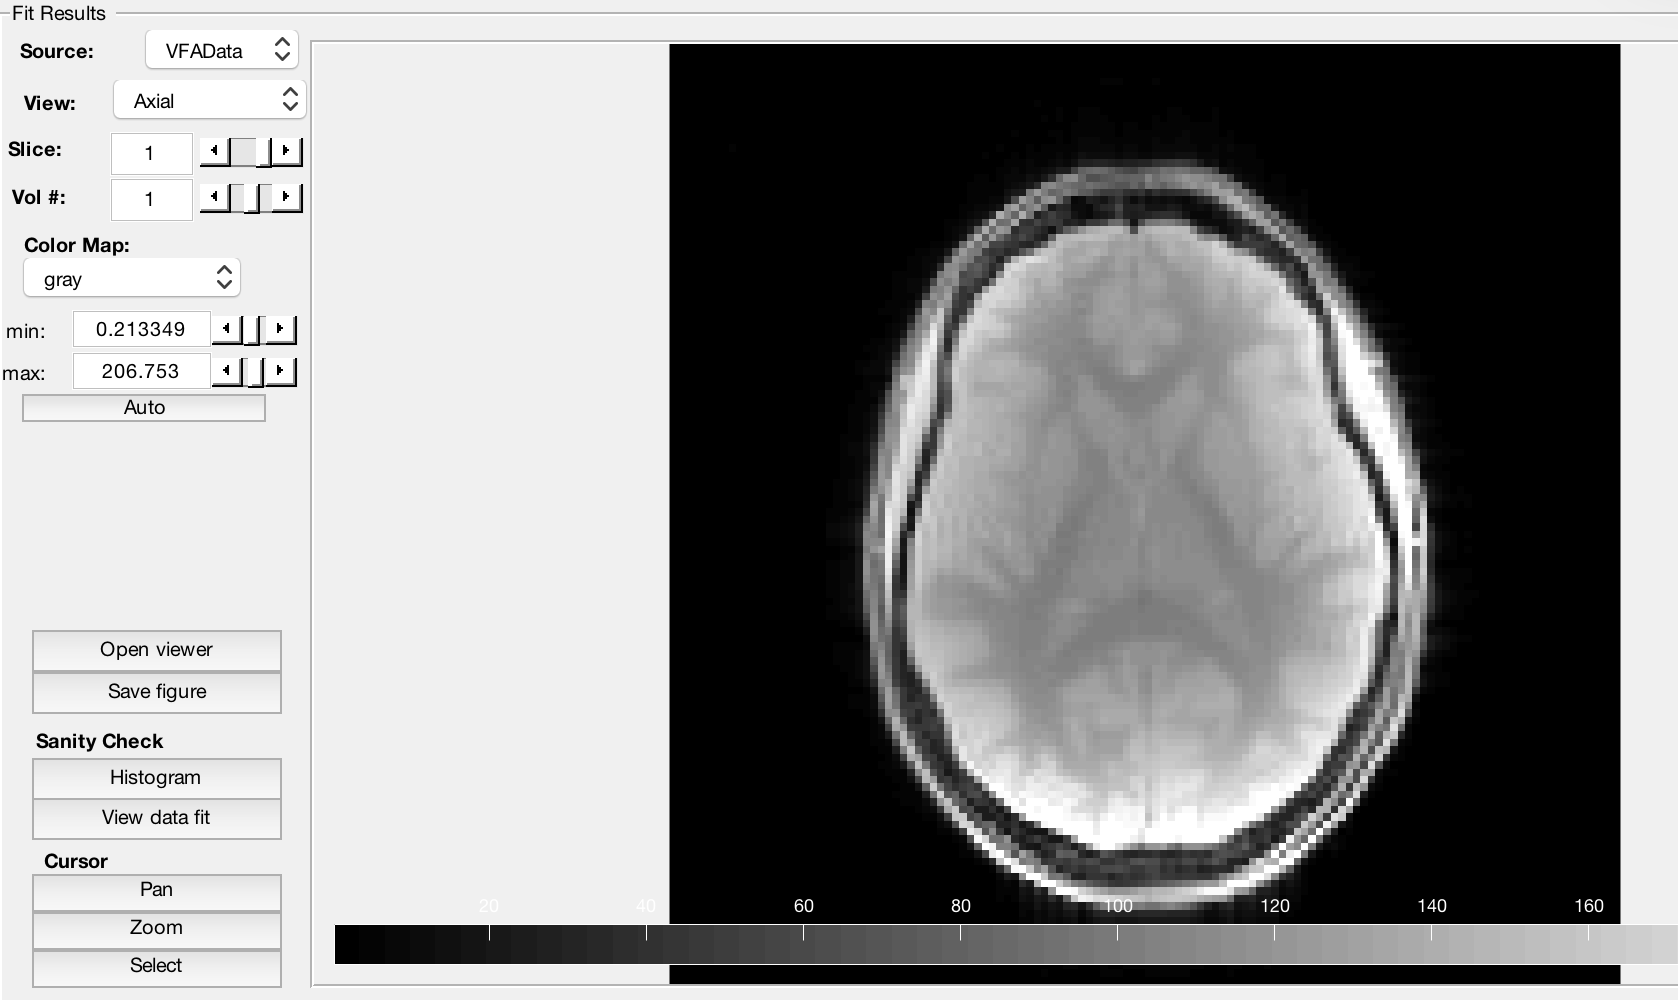 Fit Results
Source: VFAData
View: Axial
Slice: 1
Vol #: 1
Color Map:
gray
min: 0.213349
max: 206.753
Auto
Open viewer
Save figure
Sanity Check
Histogram
View data fit
Cursor
Pan
Zoom
Select
20 40 60 80 100 120 140 160